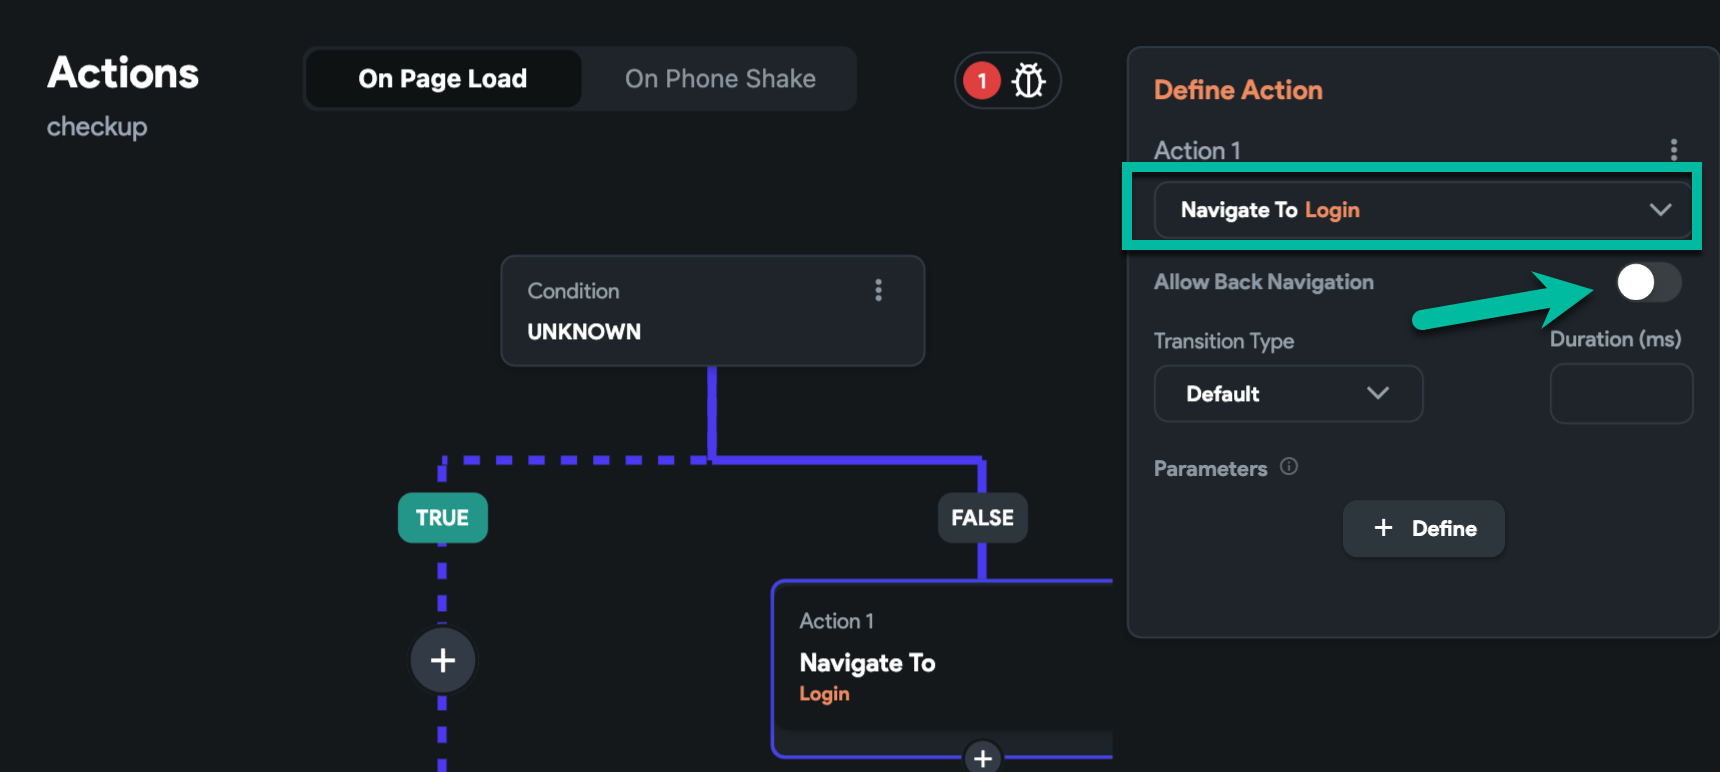 Actions
checkup
On Page Load
On Phone Shake
1
Define Action
Action 1
Navigate To Login
Allow Back Navigation
Transition Type
Duration (ms)
Default
Parameters
+ Define
Condition
UNKNOWN
TRUE
FALSE
+
Action 1
Navigate To
Login
+